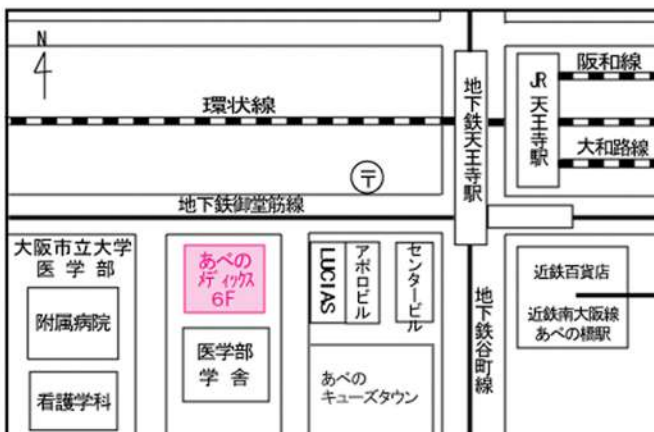 N
阪和線
JR天王寺駅
環状線
地下鉄天王寺駅
大和路線
〒
地下鉄御堂筋線
大阪市立大学
医学部
附属病院
看護学科
あべの
メディックス
6F
医学部
学舎
LUCIAS
アポロビル
センタービル
あべの
キューズタウン
地下鉄谷町線
近鉄百貨店
近鉄南大阪線
あべの橋駅